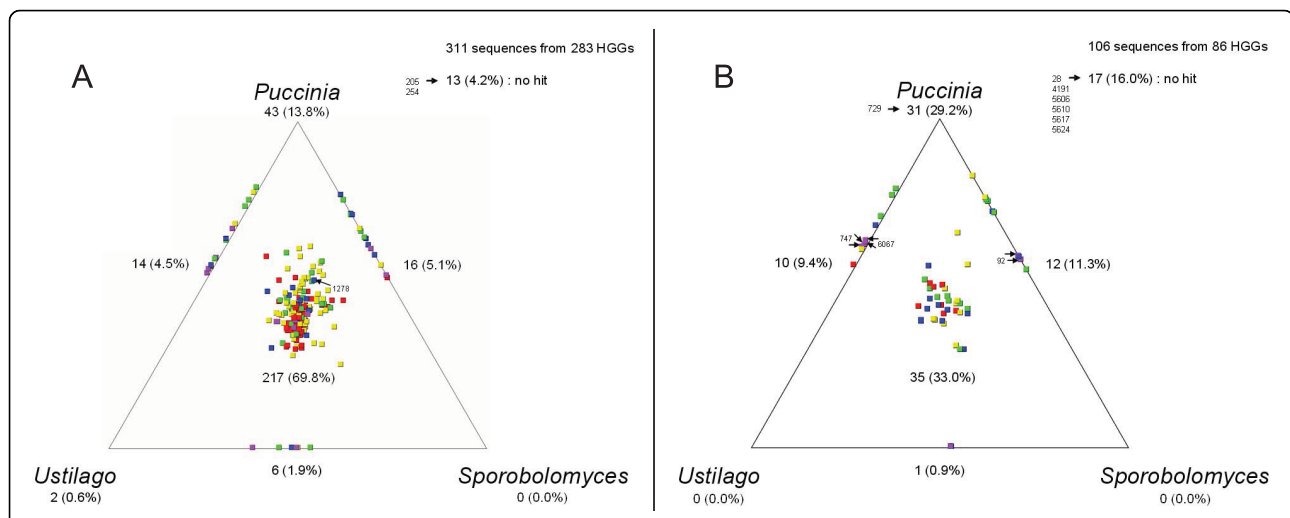 311 sequences from 283 HGGs
A
205 → 13 (4.2%) : no hit
254
Puccinia
43 (13.8%)
14 (4.5%)
16 (5.1%)
1278
217 (69.8%)
6 (1.9%)
Ustilago
2 (0.6%)
Sporobolomyces
0 (0.0%)
106 sequences from 86 HGGs
B
28 → 17 (16.0%) : no hit
4191
5606
5610
5617
5624
Puccinia
729 → 31 (29.2%)
747
6067
10 (9.4%)
92
12 (11.3%)
35 (33.0%)
1 (0.9%)
Ustilago
0 (0.0%)
Sporobolomyces
0 (0.0%)